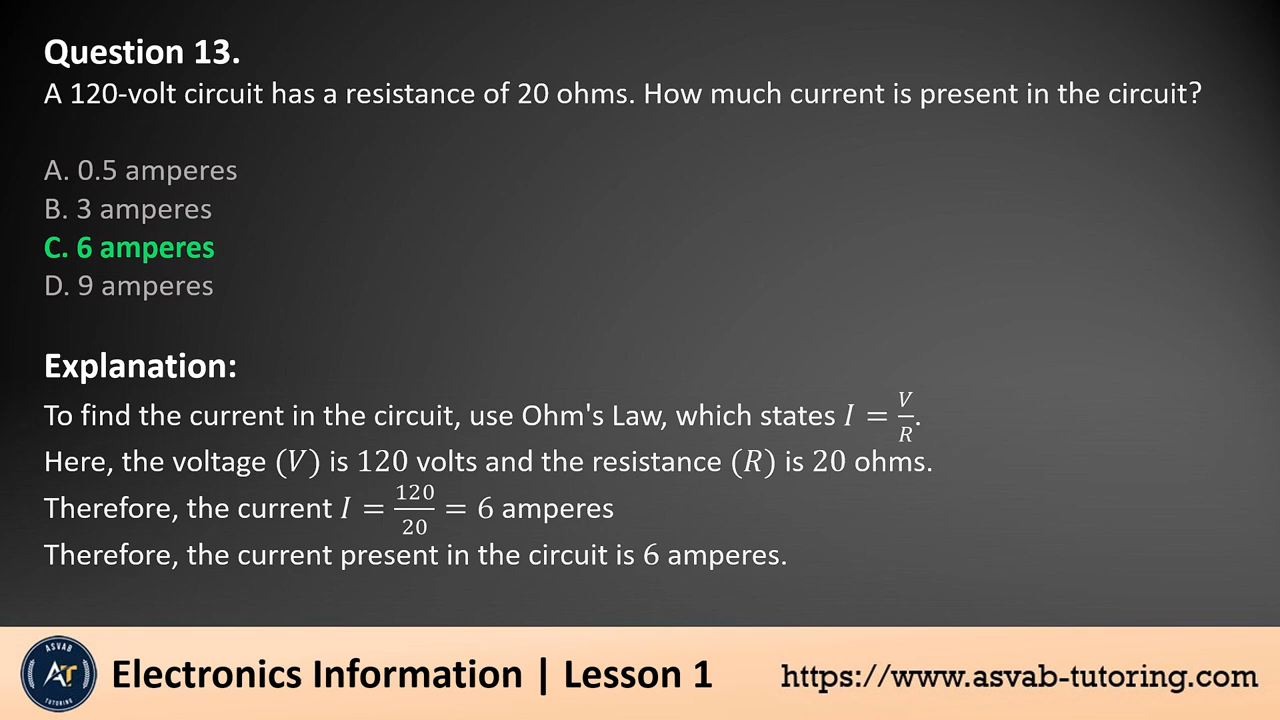 Question 13.
A 120-volt circuit has a resistance of 20 ohms. How much current is present in the circuit?
A. 0.5 amperes
B. 3 amperes
C. 6 amperes
D. 9 amperes
Explanation:
To find the current in the circuit, use Ohm's Law, which states I = V/R.
Here, the voltage (V) is 120 volts and the resistance (R) is 20 ohms.
Therefore, the current I = 120/20 = 6 amperes
Therefore, the current present in the circuit is 6 amperes.
ASVAB
AT
TUTORING
Electronics Information | Lesson 1
https://www.asvab-tutoring.com